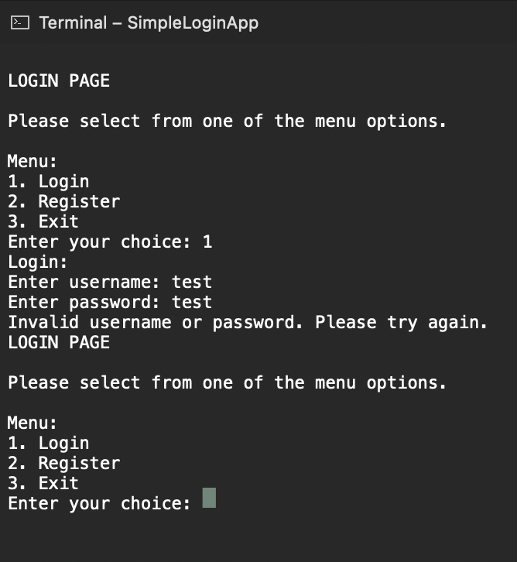 Terminal – SimpleLoginApp
LOGIN PAGE
Please select from one of the menu options.
Menu:
1. Login
2. Register
3. Exit
Enter your choice: 1
Login:
Enter username: test
Enter password: test
Invalid username or password. Please try again.
LOGIN PAGE
Please select from one of the menu options.
Menu:
1. Login
2. Register
3. Exit
Enter your choice: